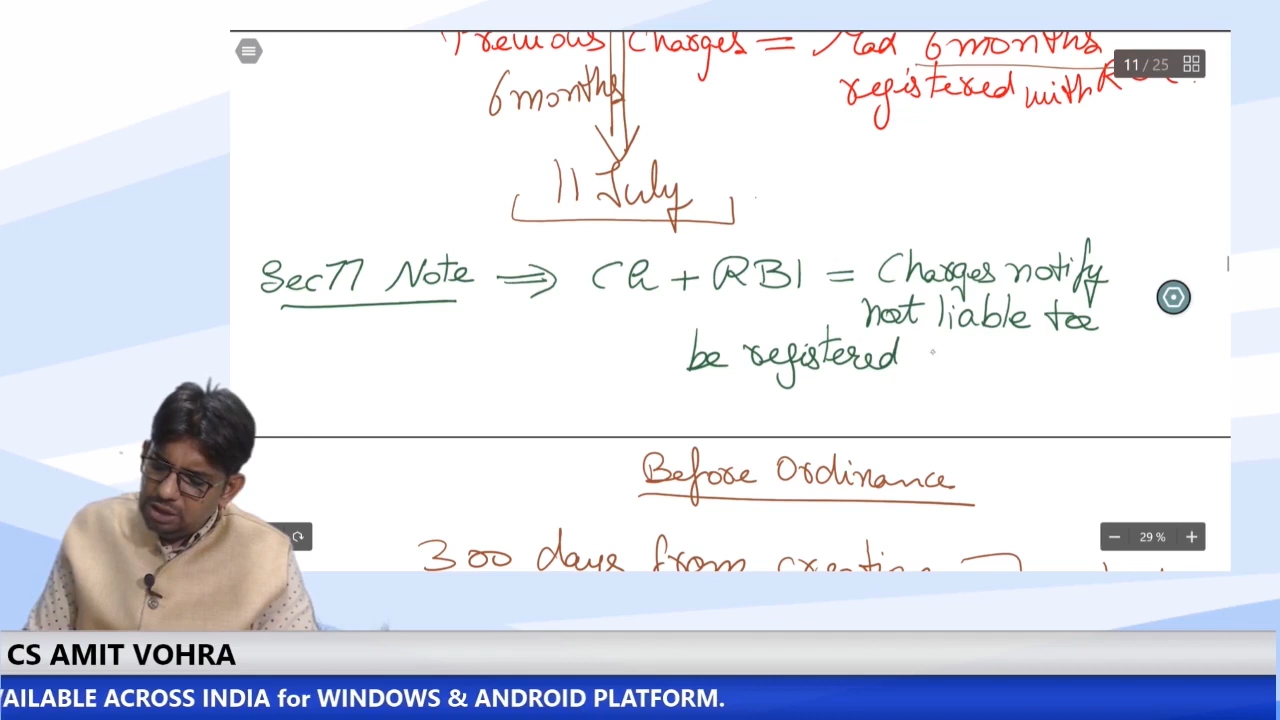 Previous Charges = Had 6 months
registered with
11 / 25
6 months
11 July
Sec 77 Note ⇒ CG + RBI = Charges notify
not liable to
be registered
Before Ordinance
300 days from creation
29 %
CS AMIT VOHRA
VAILABLE ACROSS INDIA for WINDOWS & ANDROID PLATFORM.